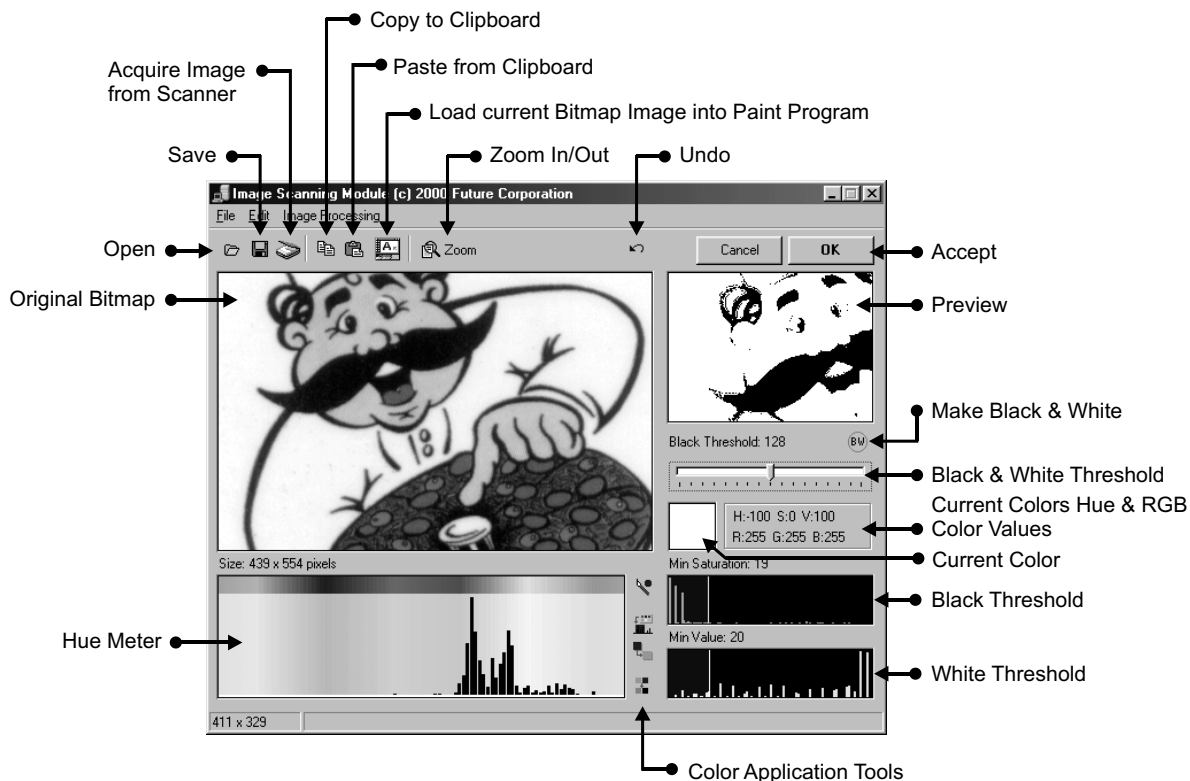 Copy to Clipboard
Acquire Image
from Scanner
Paste from Clipboard
Load current Bitmap Image into Paint Program
Save
Zoom In/Out
Undo
Image Scanning Module (c) 2000 Future Corporation
File Edit Image Processing
Open
Zoom
Cancel
OK
Accept
Original Bitmap
Preview
Make Black & White
Black Threshold: 128
BW
Black & White Threshold
Current Colors Hue & RGB
Color Values
H:-100 S:0 V:100
R:255 G:255 B:255
Current Color
Size: 439 x 554 pixels
Min Saturation: 19
Black Threshold
Hue Meter
Min Value: 20
White Threshold
411 x 329
Color Application Tools